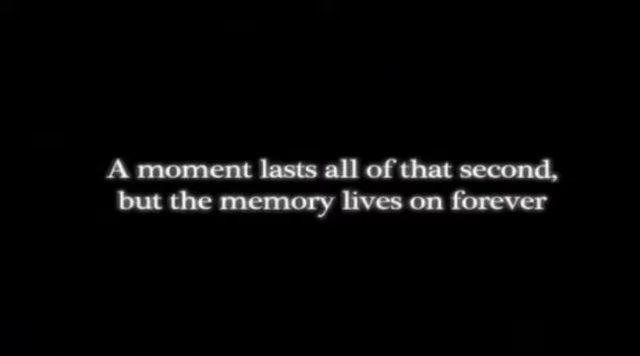 A moment lasts all of that second,
but the memory lives on forever